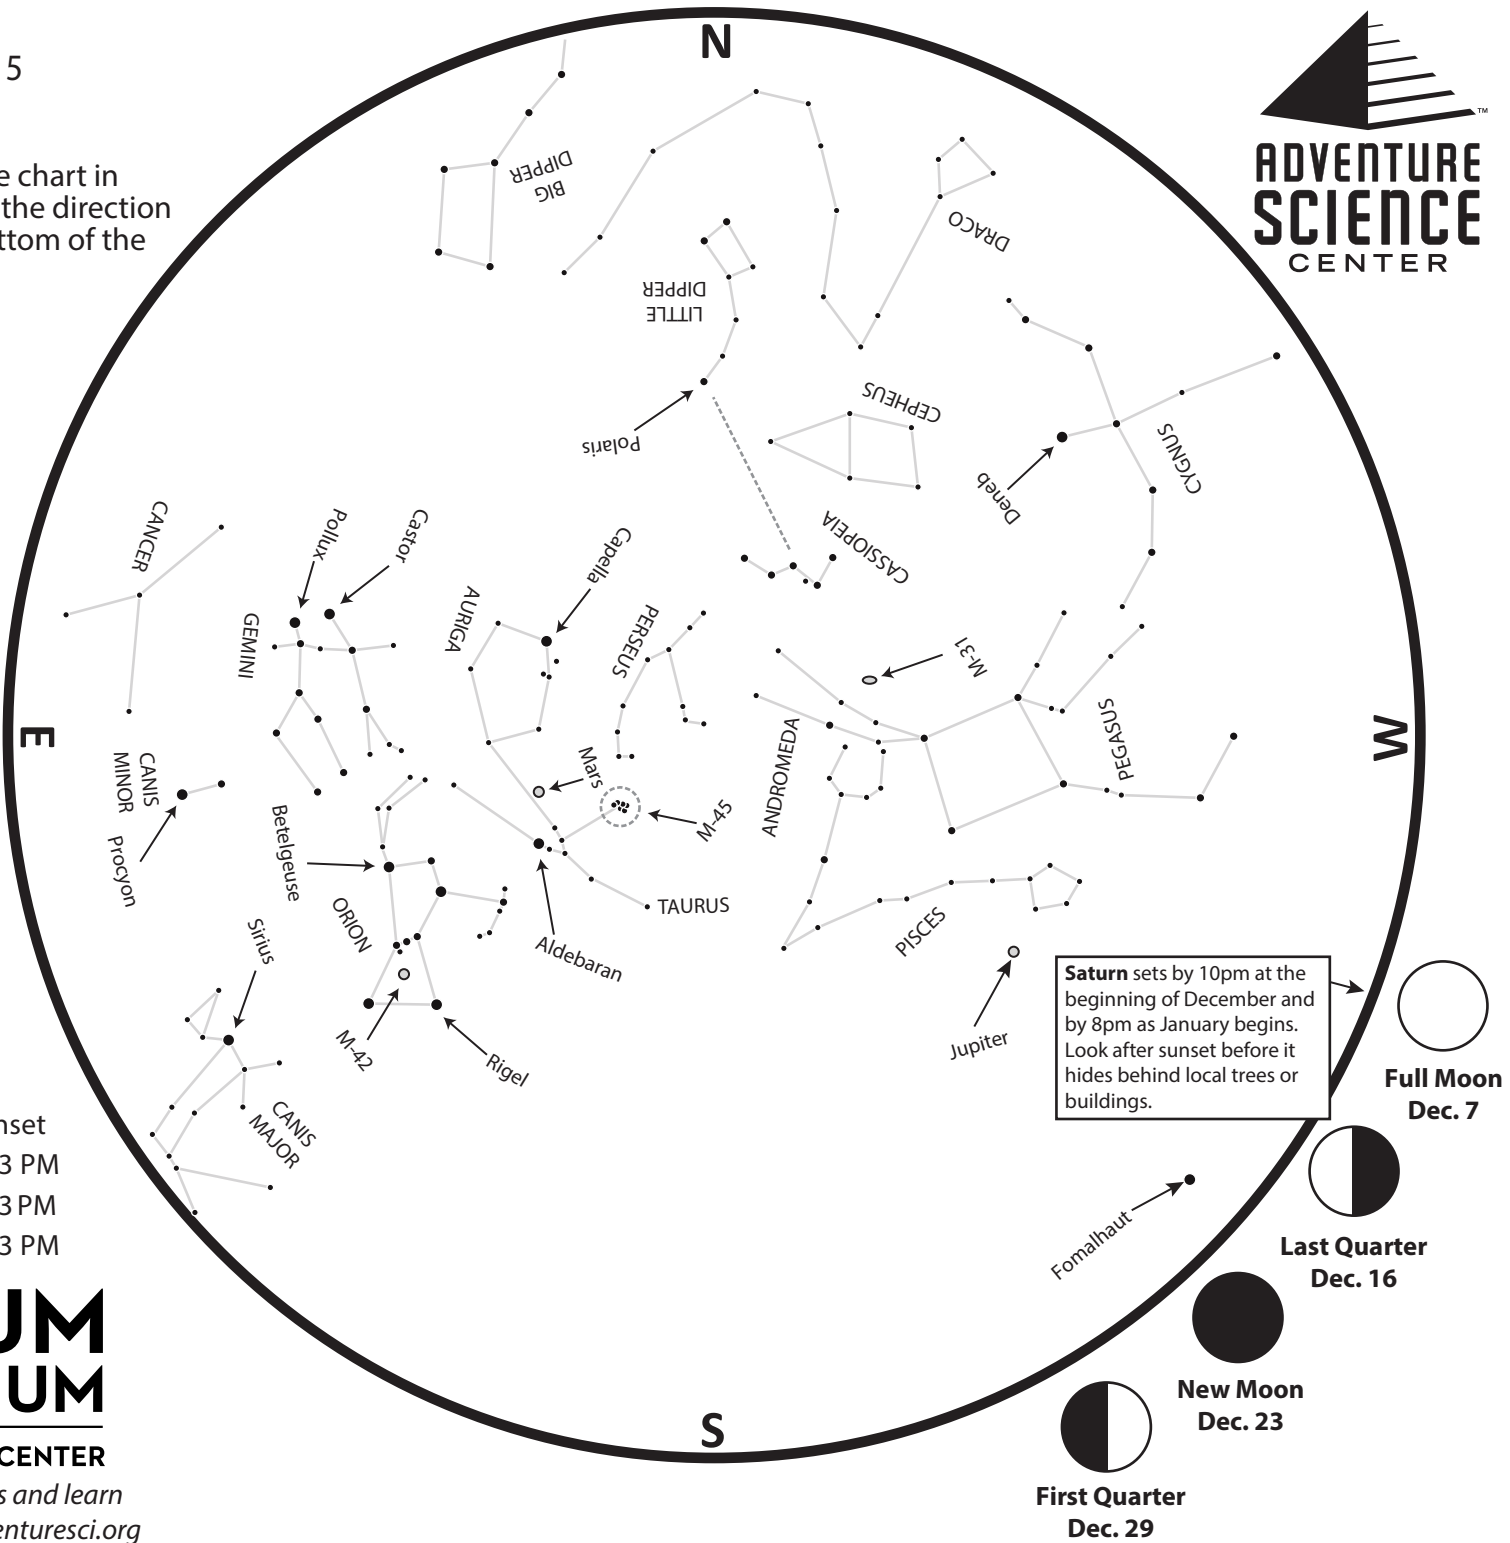 5
e chart in
the direction
ttom of the
N
™
ADVENTURE
SCIENCE
CENTER
BIG
DIPPER
DRACO
LITTLE
DIPPER
Polaris
CEPHEUS
CYGNUS
Deneb
CASSIOPEIA
CANCER
Pollux
Castor
Capella
GEMINI
AURIGA
PERSEUS
M-31
E
W
ANDROMEDA
PEGASUS
CANIS
MINOR
Procyon
Mars
M-45
Betelgeuse
TAURUS
ORION
Aldebaran
PISCES
Sirius
M-42
Rigel
Jupiter
CANIS
MAJOR
Saturn sets by 10pm at the
beginning of December and
by 8pm as January begins.
Look after sunset before it
hides behind local trees or
buildings.
Fomalhaut
S
Full Moon
Dec. 7
Last Quarter
Dec. 16
New Moon
Dec. 23
First Quarter
Dec. 29
nset
3 PM
3 PM
3 PM
UM
UM
CENTER
s and learn
enturesci.org